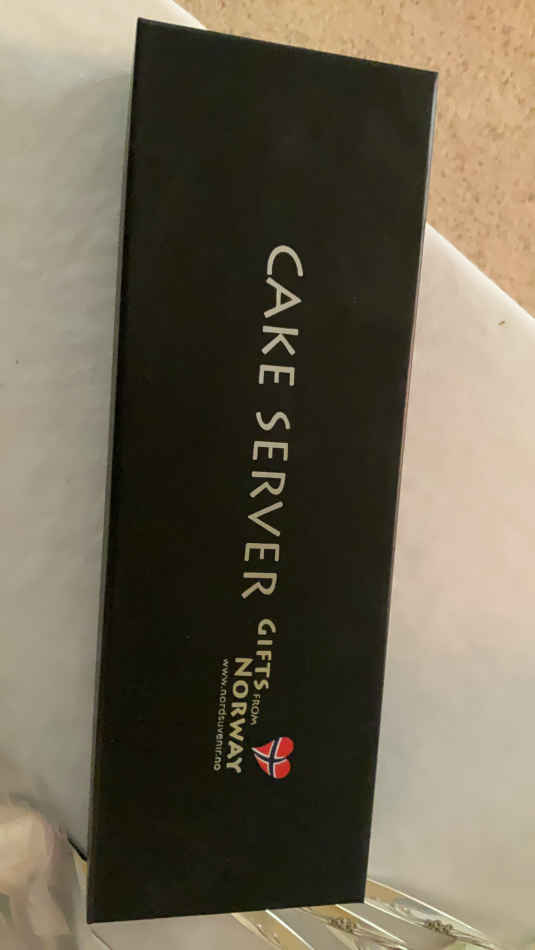 CAKE SERVER
GIFTS
FROM
NORWAY
www.nordsuvenir.no